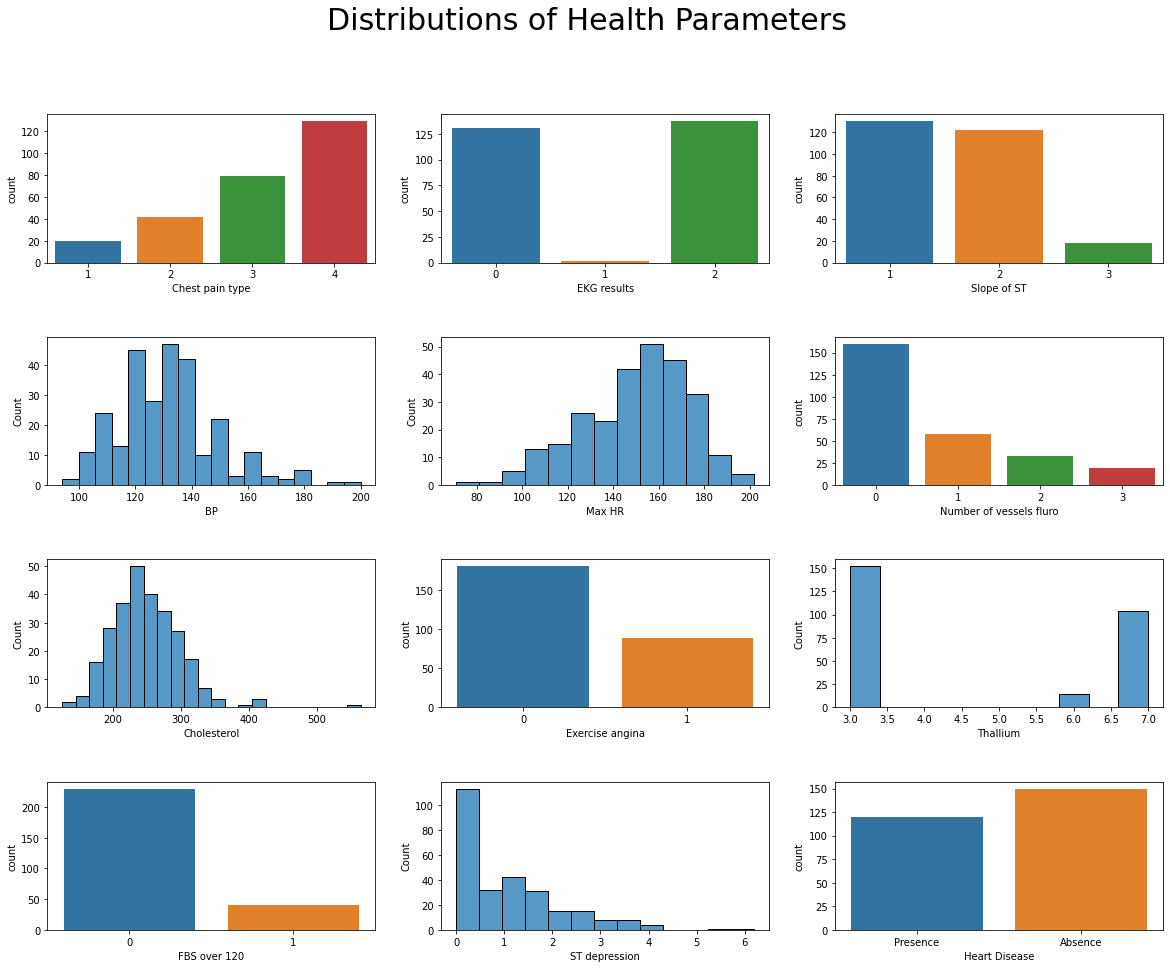 Distributions of Health Parameters
count
120
100
80
60
40
20
0
1 2 3 4
Chest pain type
count
125
100
75
50
25
0
0 1 2
EKG results
count
120
100
80
60
40
20
0
1 2 3
Slope of ST
Count
40
30
20
10
0
100 120 140 160 180 200
BP
Count
50
40
30
20
10
0
80 100 120 140 160 180 200
Max HR
count
150
125
100
75
50
25
0
0 1 2 3
Number of vessels fluro
Count
50
40
30
20
10
0
200 300 400 500
Cholesterol
count
150
100
50
0
0 1
Exercise angina
Count
150
125
100
75
50
25
0
3.0 3.5 4.0 4.5 5.0 5.5 6.0 6.5 7.0
Thallium
count
200
150
100
50
0
0 1
FBS over 120
Count
100
80
60
40
20
0
0 1 2 3 4 5 6
ST depression
count
150
125
100
75
50
25
0
Presence Absence
Heart Disease